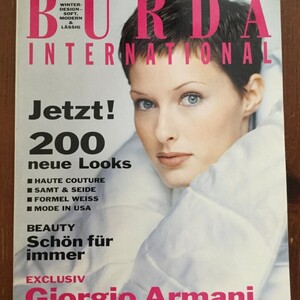 WINTER-
DESIGN-
SOFT,
MODERN
&
LÄSSIG
BURDA
INTERNATIONAL
Jetzt!
200
neue Looks
HAUTE COUTURE
SAMT & SEIDE
FORMEL WEISS
MODE IN USA
BEAUTY
Schön für
immer
EXCLUSIV
Giorgio Armani